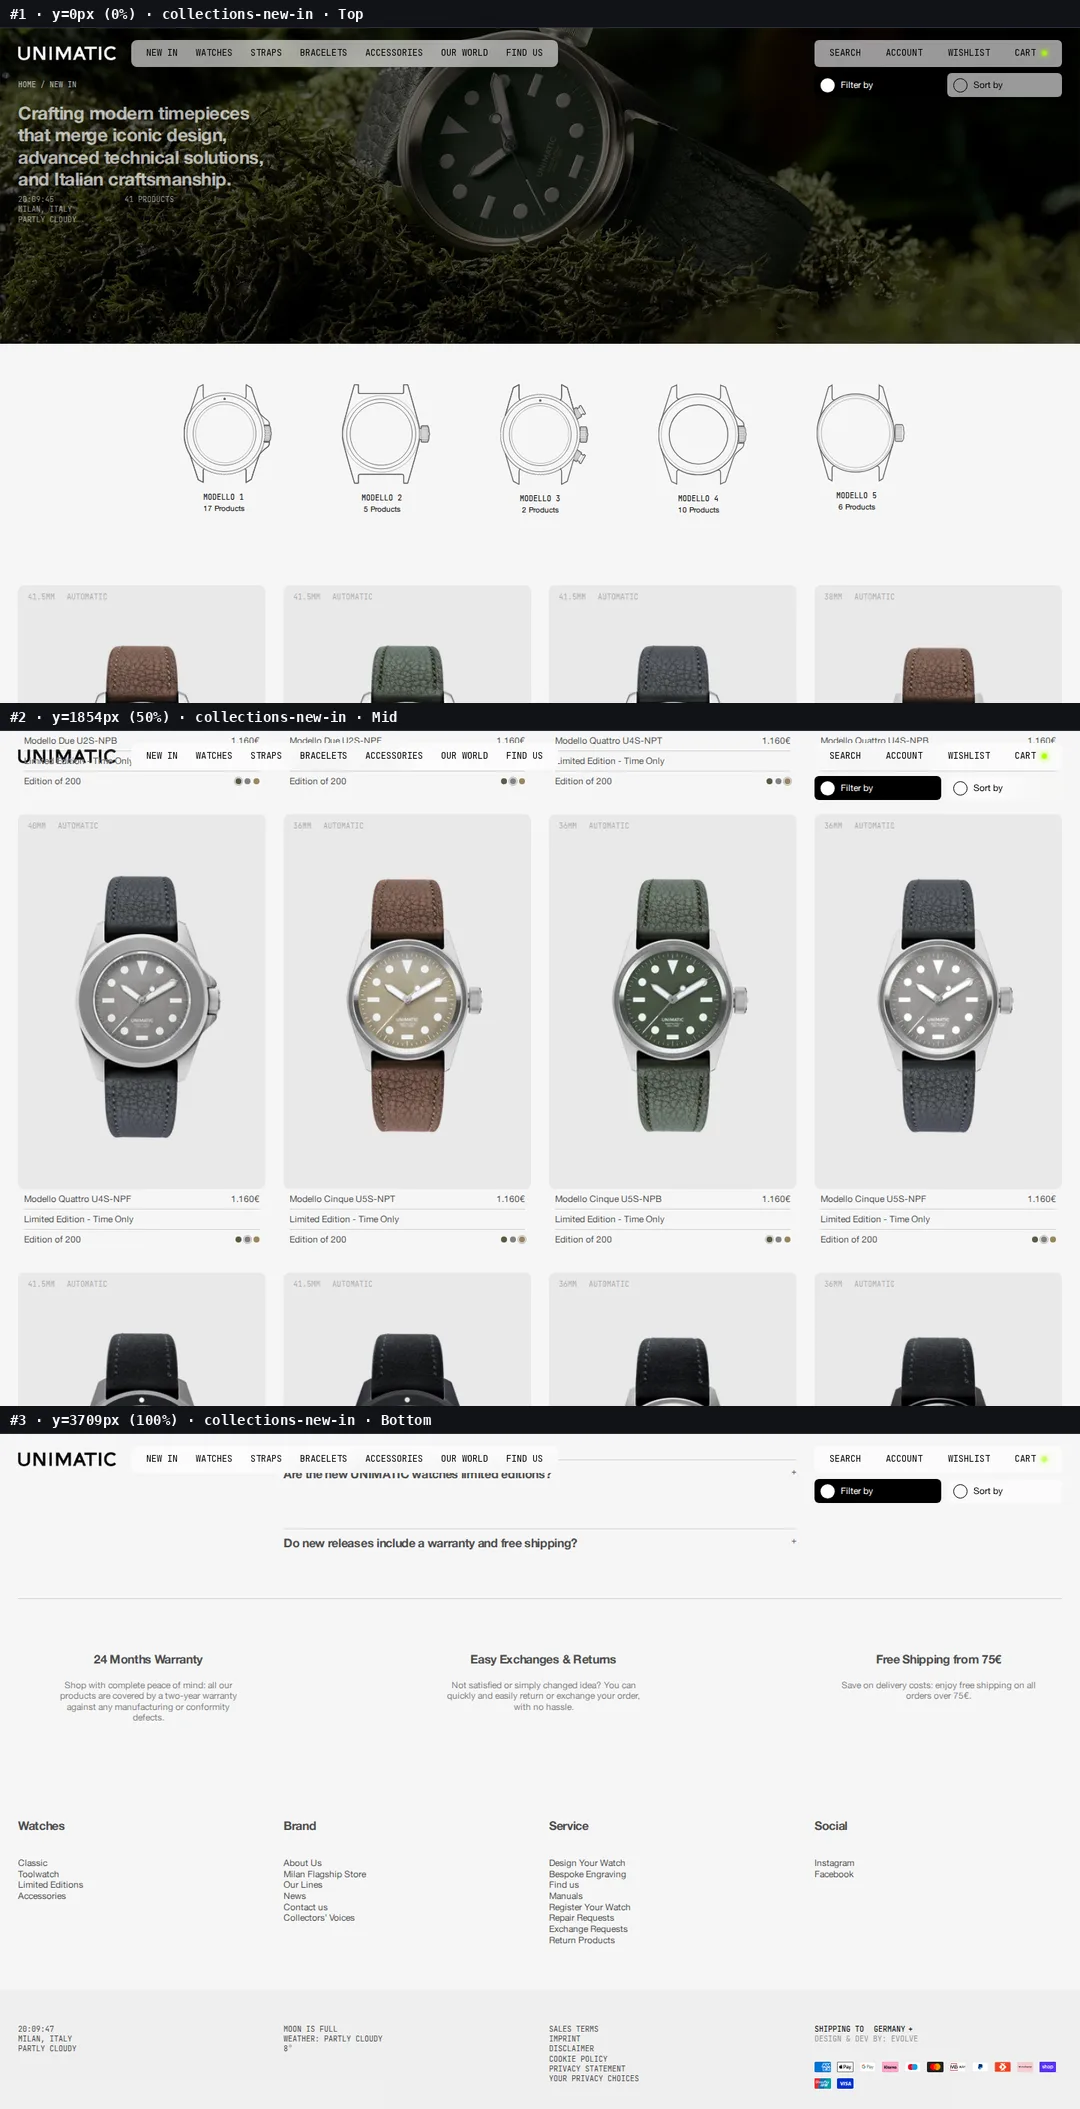 #1 · y=0px (0%) · collections-new-in · Top
UNIMATIC
NEW IN WATCHES STRAPS BRACELETS ACCESSORIES OUR WORLD FIND US
SEARCH ACCOUNT WISHLIST CART
Filter by Sort by
HOME / NEW IN
Crafting modern timepieces
that merge iconic design,
advanced technical solutions,
and Italian craftsmanship.
20:09:45 41 PRODUCTS
MILAN, ITALY
PARTLY CLOUDY
MODELLO 1 MODELLO 2 MODELLO 3 MODELLO 4 MODELLO 5
17 Products 5 Products 2 Products 10 Products 6 Products
41.5MM AUTOMATIC 41.5MM AUTOMATIC 41.5MM AUTOMATIC 38MM AUTOMATIC
#2 · y=1854px (50%) · collections-new-in · Mid
Modello Due U2S-NPB 1.160€ Modello Due U2S-NPF 1.160€ Modello Quattro U4S-NPT 1.160€ Modello Quattro U4S-NPB 1.160€
UNIMATIC
NEW IN WATCHES STRAPS BRACELETS ACCESSORIES OUR WORLD FIND US
SEARCH ACCOUNT WISHLIST CART
Limited Edition - Time Only Limited Edition - Time Only
Edition of 200 Edition of 200 Edition of 200
Filter by Sort by
40MM AUTOMATIC 36MM AUTOMATIC 36MM AUTOMATIC 36MM AUTOMATIC
UNIMATIC UNIMATIC UNIMATIC UNIMATIC
Modello Quattro U4S-NPF 1.160€ Modello Cinque U5S-NPT 1.160€ Modello Cinque U5S-NPB 1.160€ Modello Cinque U5S-NPF 1.160€
Limited Edition - Time Only Limited Edition - Time Only Limited Edition - Time Only Limited Edition - Time Only
Edition of 200 Edition of 200 Edition of 200 Edition of 200
41.5MM AUTOMATIC 41.5MM AUTOMATIC 36MM AUTOMATIC 36MM AUTOMATIC
#3 · y=3709px (100%) · collections-new-in · Bottom
UNIMATIC
NEW IN WATCHES STRAPS BRACELETS ACCESSORIES OUR WORLD FIND US
SEARCH ACCOUNT WISHLIST CART
Are the new UNIMATIC watches limited editions? +
Filter by Sort by
Do new releases include a warranty and free shipping? +
24 Months Warranty
Shop with complete peace of mind: all our
products are covered by a two-year warranty
against any manufacturing or conformity
defects.
Easy Exchanges & Returns
Not satisfied or simply changed idea? You can
quickly and easily return or exchange your order,
with no hassle.
Free Shipping from 75€
Save on delivery costs: enjoy free shipping on all
orders over 75€.
Watches
Classic
Toolwatch
Limited Editions
Accessories
Brand
About Us
Milan Flagship Store
Our Lines
News
Contact us
Collectors' Voices
Service
Design Your Watch
Bespoke Engraving
Find us
Manuals
Register Your Watch
Repair Requests
Exchange Requests
Return Products
Social
Instagram
Facebook
20:09:47
MILAN, ITALY
PARTLY CLOUDY
MOON IS FULL
WEATHER: PARTLY CLOUDY
8°
SALES TERMS
IMPRINT
DISCLAIMER
COOKIE POLICY
PRIVACY STATEMENT
YOUR PRIVACY CHOICES
SHIPPING TO GERMANY +
DESIGN & DEV BY: EVOLVE
Pay G Pay Klarna shop
VISA